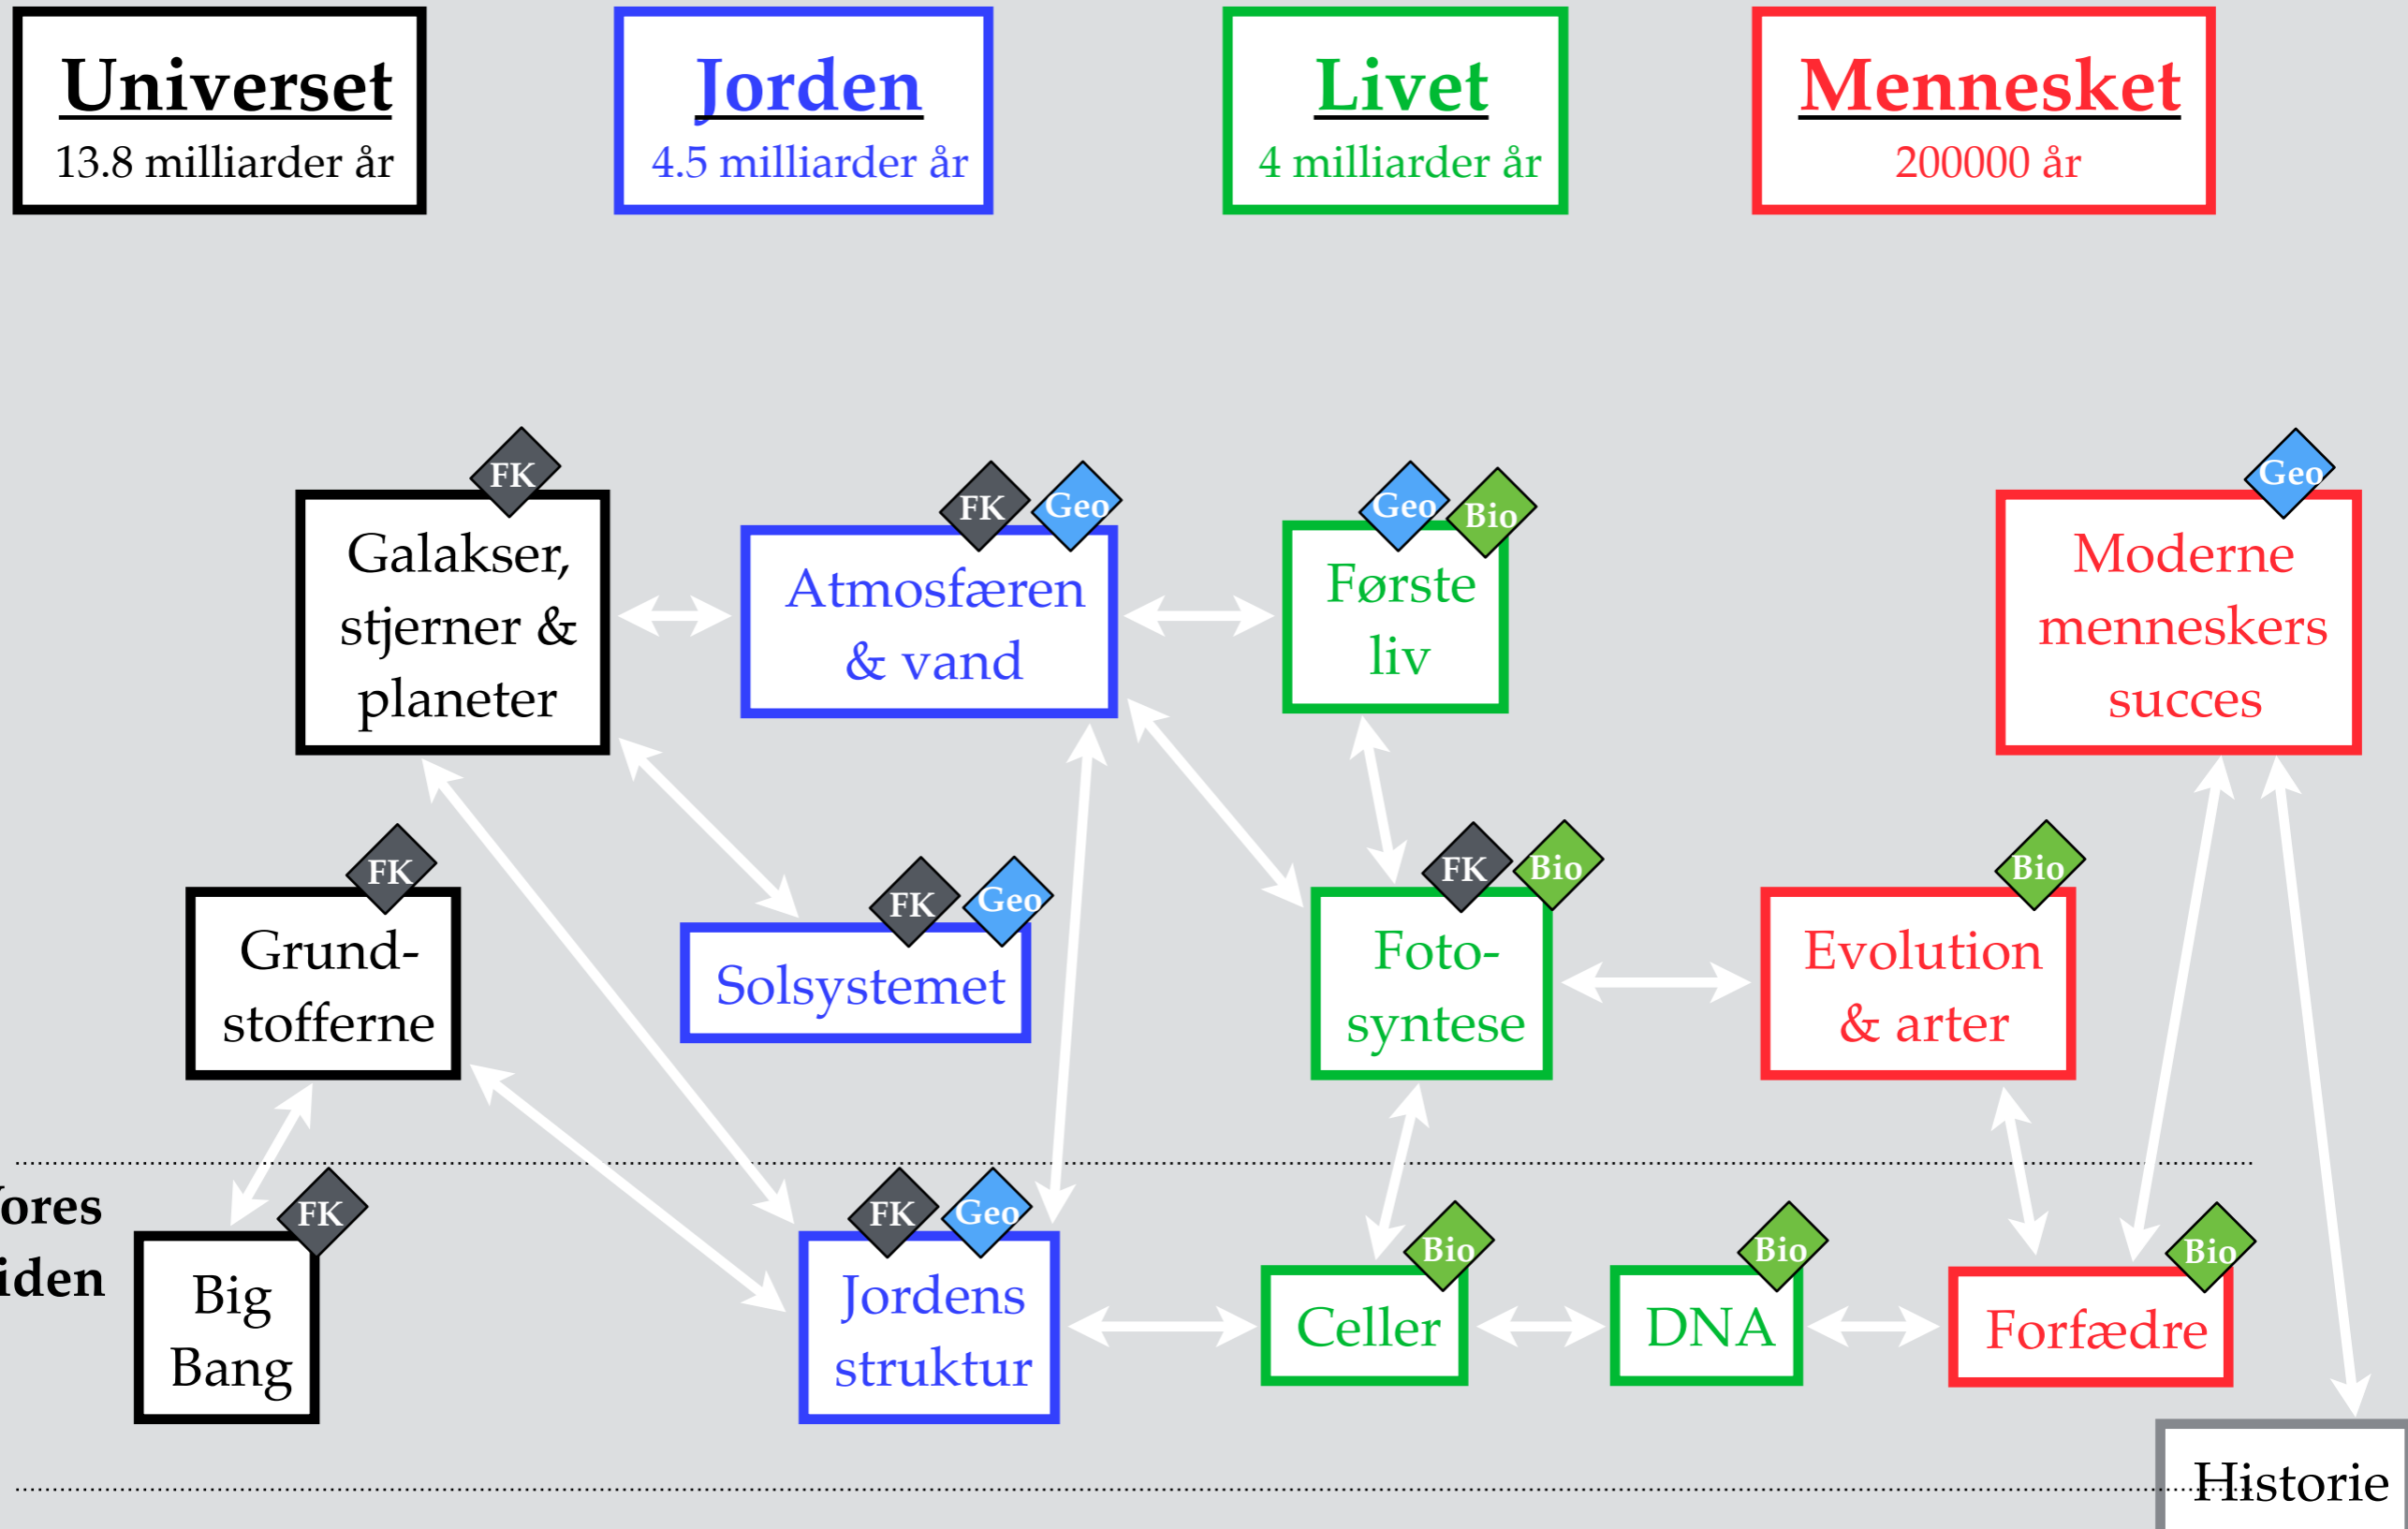 Universet
13.8 milliarder år
Jorden
4.5 milliarder år
Livet
4 milliarder år
Mennesket
200000 år
FK
Galakser,
stjerner &
planeter
FK
Geo
Atmosfæren
& vand
Geo
Bio
Første
liv
Geo
Moderne
menneskers
succes
FK
Grund-
stofferne
FK
Geo
Solsystemet
FK
Bio
Foto-
syntese
Bio
Evolution
& arter
FK
Big
Bang
FK
Geo
Jordens
struktur
Bio
Celler
Bio
DNA
Bio
Forfædre
Historie